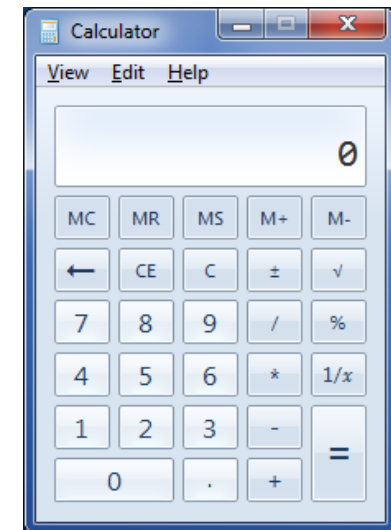 Calculator
View Edit Help
0
MC MR MS M+ M-
← CE C ± √
7 8 9 / %
4 5 6 * 1/x
1 2 3 - =
0 . +